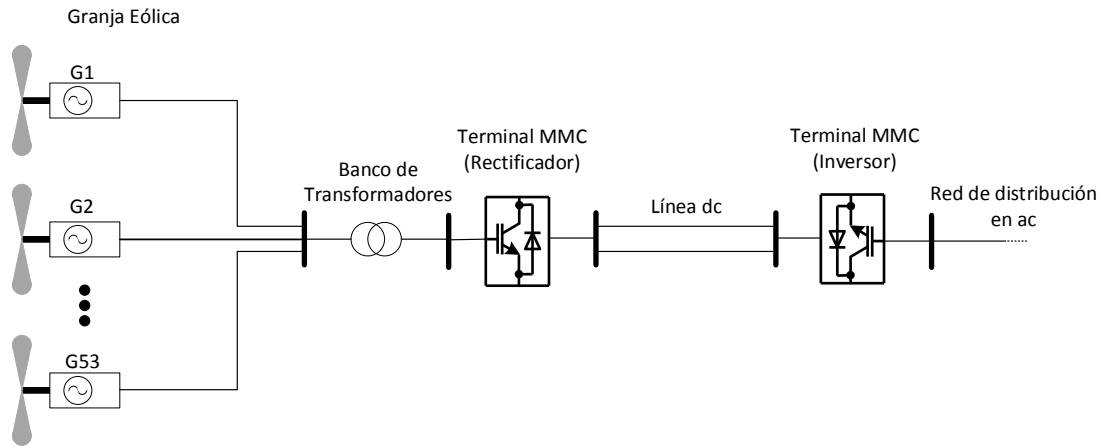 Granja Eólica
G1
G2
G53
Banco de
Transformadores
Terminal MMC
(Rectificador)
Línea dc
Terminal MMC
(Inversor)
Red de distribución
en ac